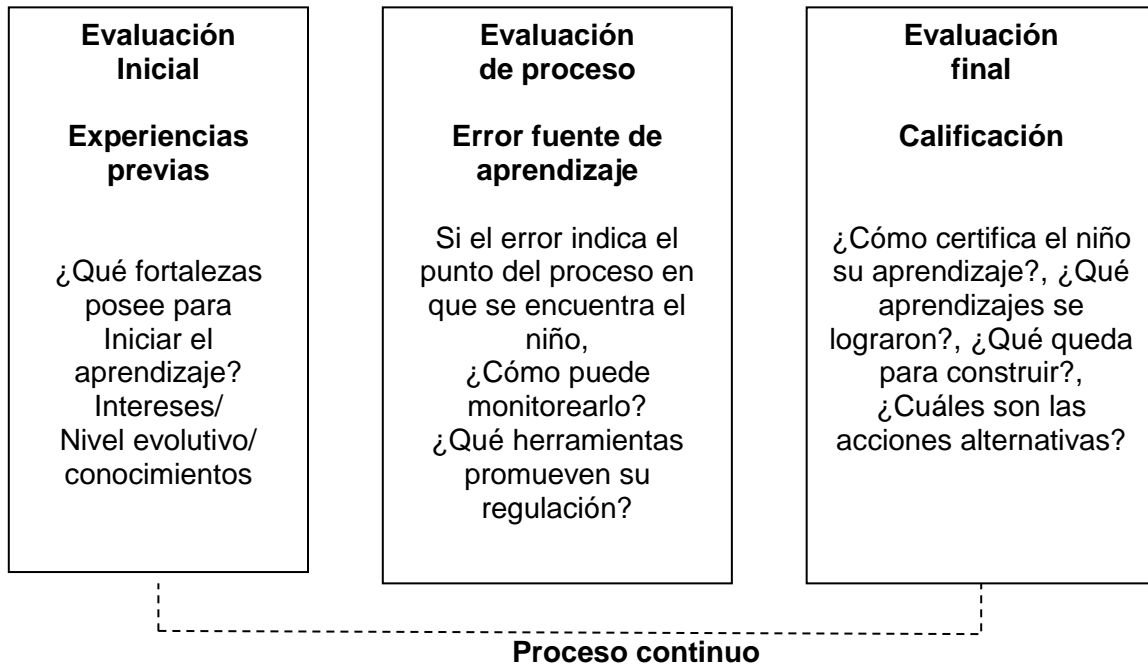 Evaluación
Inicial
Experiencias
previas
¿Qué fortalezas
posee para
Iniciar el
aprendizaje?
Intereses/
Nivel evolutivo/
conocimientos
Evaluación
de proceso
Error fuente de
aprendizaje
Si el error indica el
punto del proceso en
que se encuentra el
niño,
¿Cómo puede
monitorearlo?
¿Qué herramientas
promueven su
regulación?
Evaluación
final
Calificación
¿Cómo certifica el niño
su aprendizaje?, ¿Qué
aprendizajes se
lograron?, ¿Qué queda
para construir?,
¿Cuáles son las
acciones alternativas?
Proceso continuo